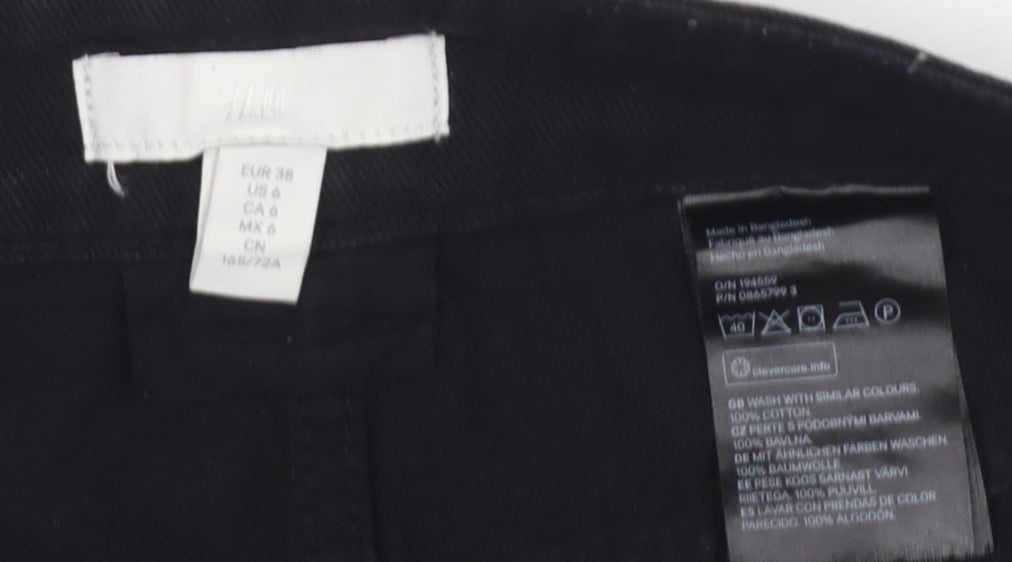 H&M
EUR 38
US 6
CA 6
MX 6
CN
165/72A
Made in Bangladesh
Fabriqué au Bangladesh
Hecho en Bangladesh
O/N 194559
P/N 0865799 3
40
P
clevercare.info
GB WASH WITH SIMILAR COLOURS.
100% COTTON.
CZ PERTE S PODOBNÝMI BARVAMI.
100% BAVLNA.
DE MIT ÄHNLICHEN FARBEN WASCHEN.
100% BAUMWOLLE.
EE PESE KOOS SARNAST VÄRVI
RIIETEGA. 100% PUUVILL.
ES LAVAR CON PRENDAS DE COLOR
PARECIDO. 100% ALGODÓN.